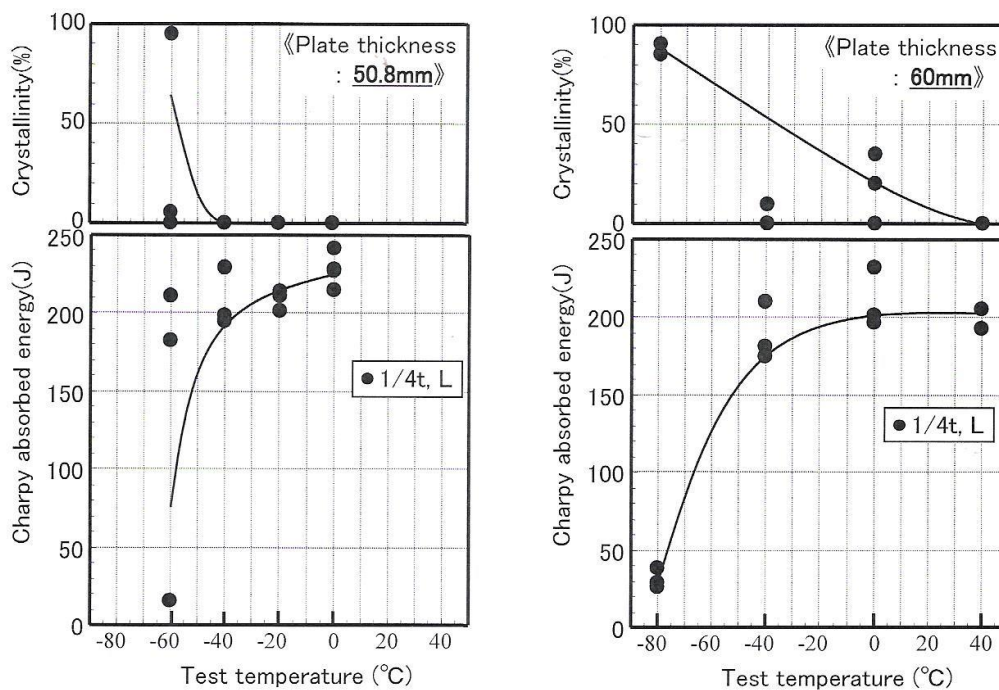 100
50
0
Crystallinity(%)
《Plate thickness
: 50.8mm》
250
200
150
100
50
0
Charpy absorbed energy(J)
● 1/4t, L
-80 -60 -40 -20 0
Test temperature (℃)
100
50
0
Crystallinity(%)
《Plate thickness
: 60mm》
250
200
150
100
50
0
Charpy absorbed energy(J)
● 1/4t, L
-80 -60 -40 -20 0 20 40
Test temperature (℃)